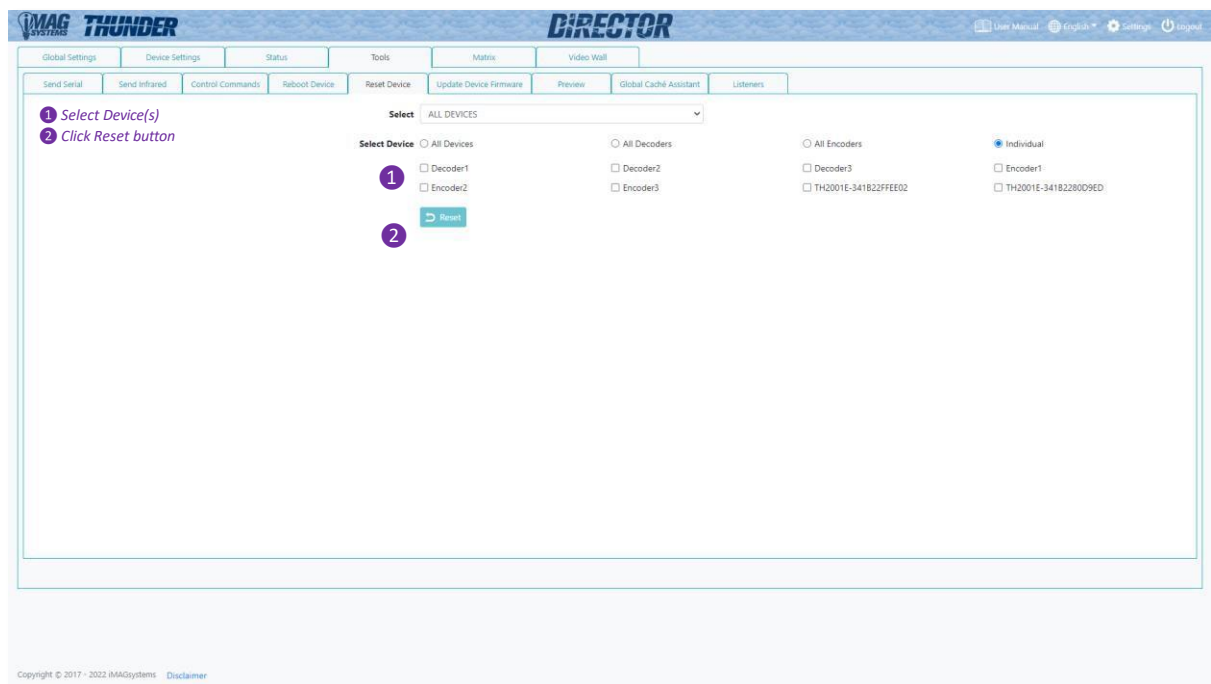 iMAG SYSTEMS THUNDER DiRECTOR User Manual English Settings Logout
Global Settings Device Settings Status Tools Matrix Video Wall
Send Serial Send Infrared Control Commands Reboot Device Reset Device Update Device Firmware Preview Global Caché Assistant Listeners
1 Select Device(s)
2 Click Reset button
Select ALL DEVICES
Select Device All Devices All Decoders All Encoders Individual
1 Decoder1 Decoder2 Decoder3 Encoder1
Encoder2 Encoder3 TH2001E-341B22FFEE02 TH2001E-341B2280D9ED
2 Reset
Copyright © 2017 - 2022 iMAGsystems Disclaimer